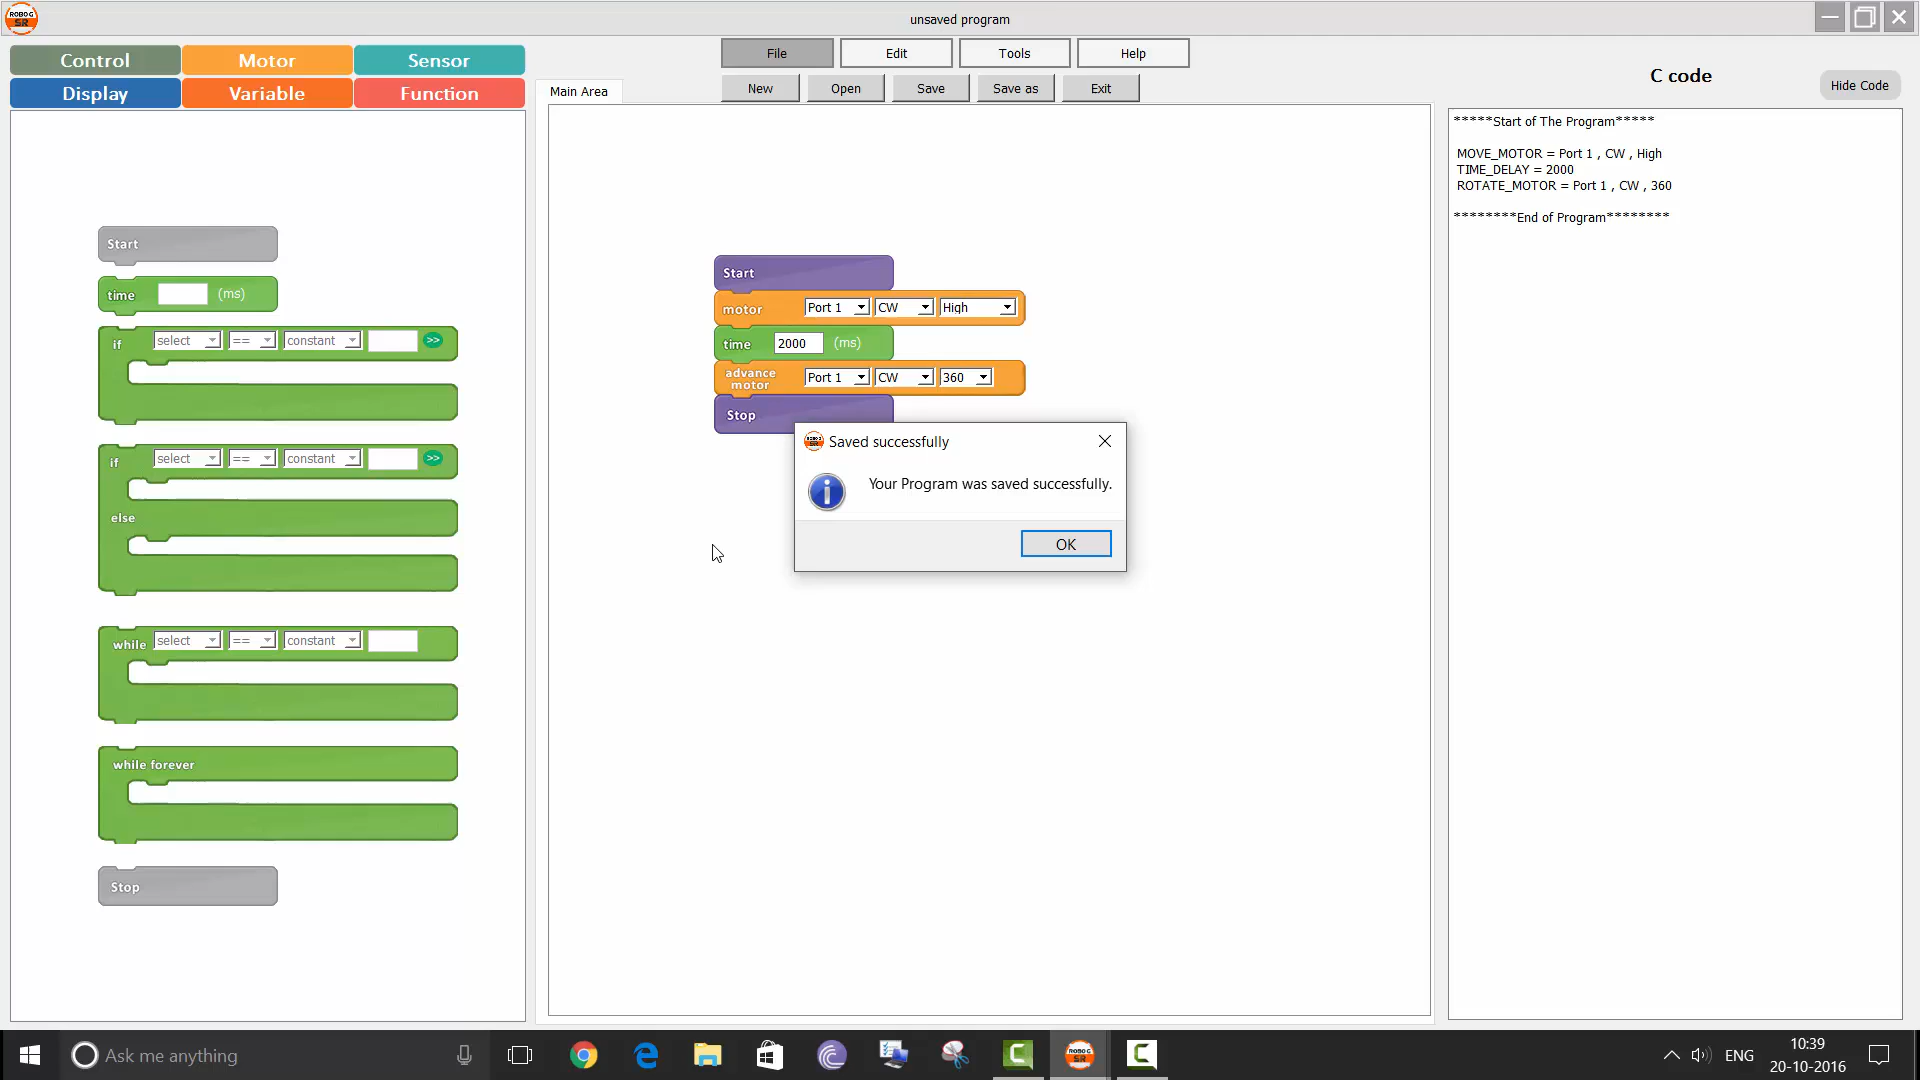 ROBO G
SR
unsaved program
Control
Motor
Sensor
Display
Variable
Function
File
Edit
Tools
Help
New
Open
Save
Save as
Exit
Main Area
C code
Hide Code
Start
time
(ms)
if
select
==
constant
>>
if
select
==
constant
>>
else
while
select
==
constant
while forever
Stop
Start
motor
Port 1
CW
High
time
2000
(ms)
advance
motor
Port 1
CW
360
Stop
Saved successfully
Your Program was saved successfully.
OK
*****Start of The Program*****
MOVE_MOTOR = Port 1 , CW , High
TIME_DELAY = 2000
ROTATE_MOTOR = Port 1 , CW , 360
********End of Program********
Ask me anything
ROBO G
SR
ENG
10:39
20-10-2016